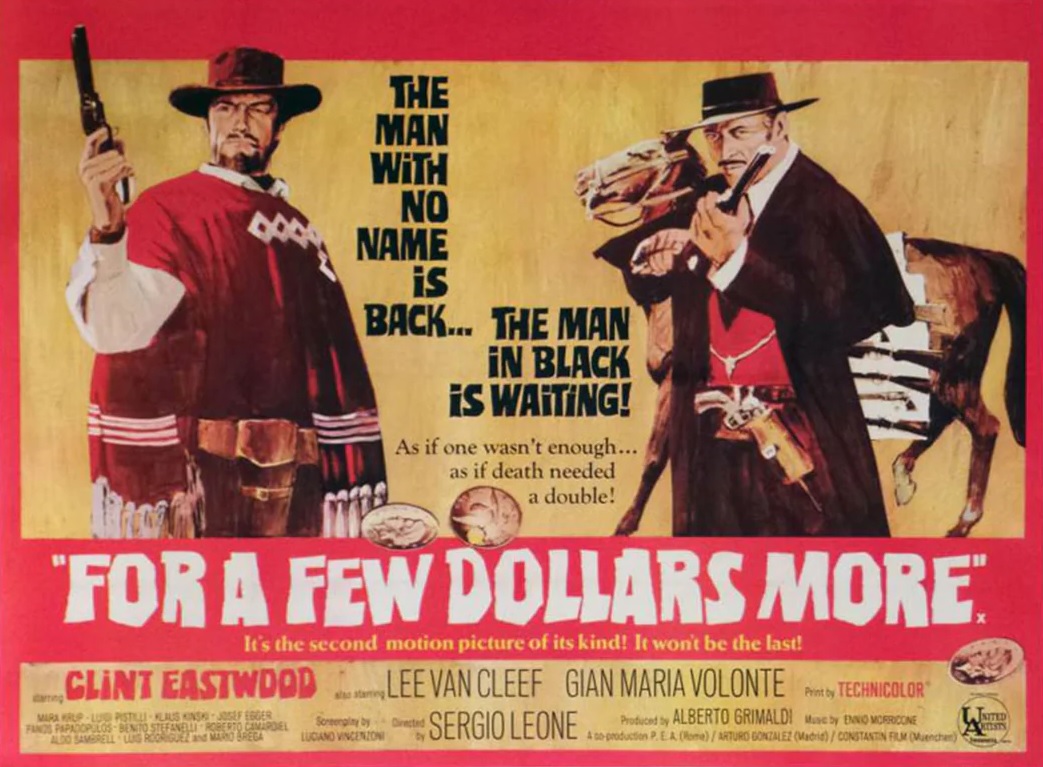 THE
MAN
WiTH
NO
NAME
iS
BACK...
THE MAN
iN BLACK
iS WAiTiNG!
As if one wasn't enough...
as if death needed
a double!
"FOR A FEW DOLLARS MORE" x
It's the second motion picture of its kind! It won't be the last!
starring CLiNT EASTWOOD also starring LEE VAN CLEEF GIAN MARIA VOLONTE Print by TECHNICOLOR®
MARA KRUP · LUIGI PISTILLI · KLAUS KINSKI · JOSEF EGGER
PANOS PAPADOPULOS · BENITO STEFANELLI · ROBERTO CAMARDIEL
ALDO SAMBRELL · LUIS RODRIGUEZ and MARIO BREGA
Screenplay by
LUCIANO VINCENZONI
Directed
by SERGIO LEONE
Produced by ALBERTO GRIMALDI Music by ENNIO MORRICONE
A co-production P. E. A. (Rome) / ARTURO GONZALEZ (Madrid) / CONSTANTIN FILM (Muenchen)
UNITED
ARTISTS